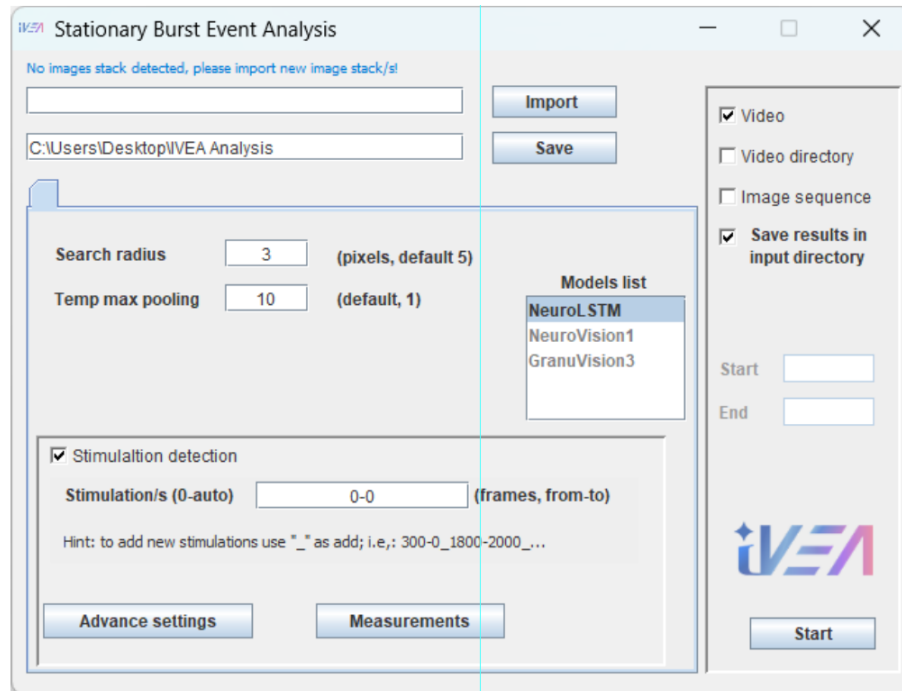 iVEA Stationary Burst Event Analysis
No images stack detected, please import new image stack/s!
Import
C:\Users\Desktop\IVEA Analysis
Save
Video
Video directory
Image sequence
Save results in
input directory
Search radius 3 (pixels, default 5)
Temp max pooling 10 (default, 1)
Models list
NeuroLSTM
NeuroVision1
GranuVision3
Start
End
Stimulaltion detection
Stimulation/s (0-auto) 0-0 (frames, from-to)
Hint: to add new stimulations use "_" as add; i.e,: 300-0_1800-2000_...
Advance settings Measurements
iVEA
Start